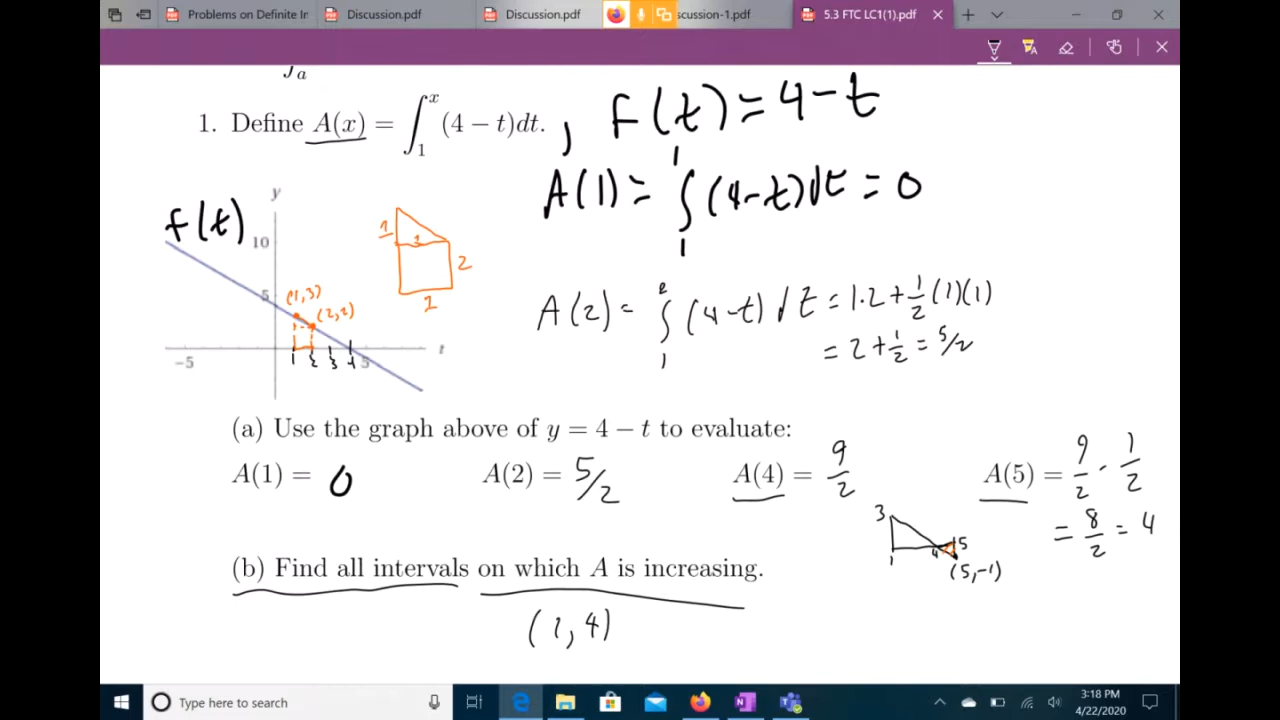 Problems on Definite In
Discussion.pdf
Discussion.pdf
scussion-1.pdf
5.3 FTC LC1(1).pdf
∫a
1. Define A(x) = ∫₁ˣ (4 − t)dt. , f(t) = 4 − t
A(1) = ∫₁¹ (4−t)dt = 0
y
f(t)
10
5
(1,3)
(2,2)
1 2 3 4
-5
5
t
1
1
2
1
A(2) = ∫₁² (4−t) dt = 1·2 + 1/2 (1)(1)
= 2 + 1/2 = 5/2
(a) Use the graph above of y = 4 − t to evaluate:
A(1) = 0 A(2) = 5/2 A(4) = 9/2 A(5) = 9/2 - 1/2
= 8/2 = 4
3
1
4
5
(5,-1)
(b) Find all intervals on which A is increasing.
(1,4)
Type here to search
3:18 PM
4/22/2020